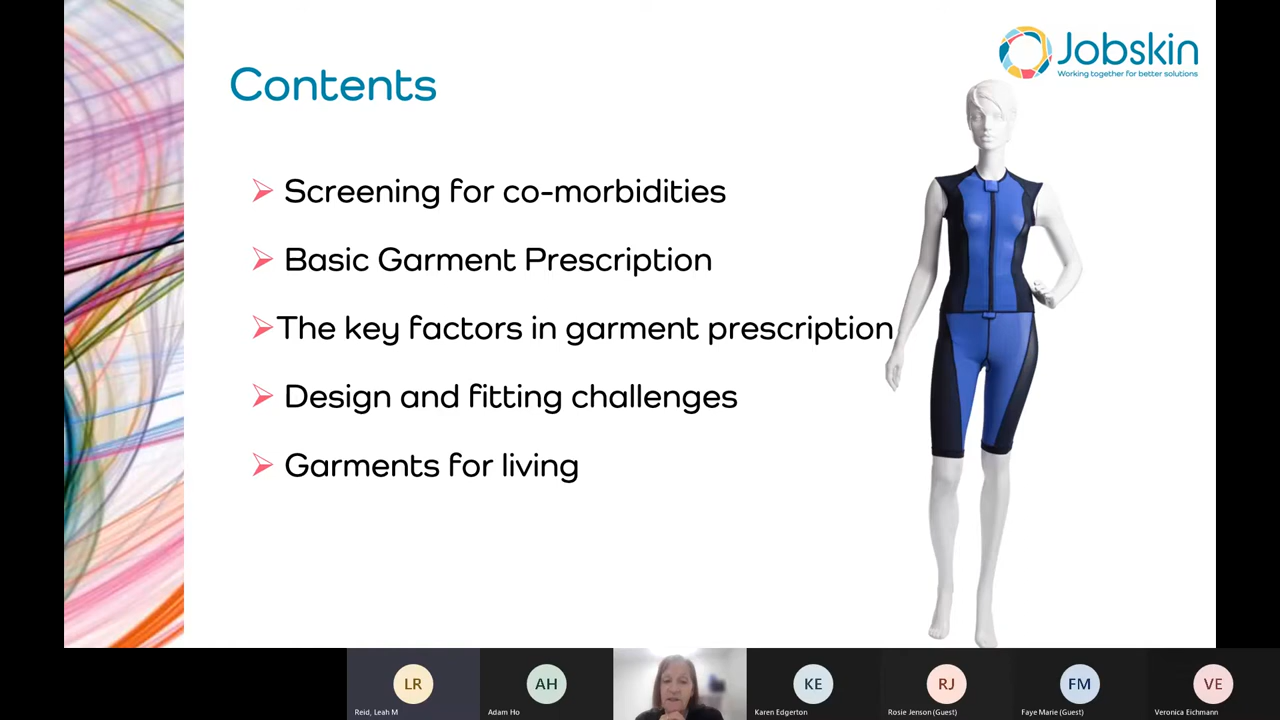 Jobskin
Working together for better solutions
Contents
Screening for co-morbidities
Basic Garment Prescription
The key factors in garment prescription
Design and fitting challenges
Garments for living
LR
AH
KE
RJ
FM
VE
Reid, Leah M
Adam Ho
Karen Edgerton
Rosie Jenson (Guest)
Faye Marie (Guest)
Veronica Eichmann